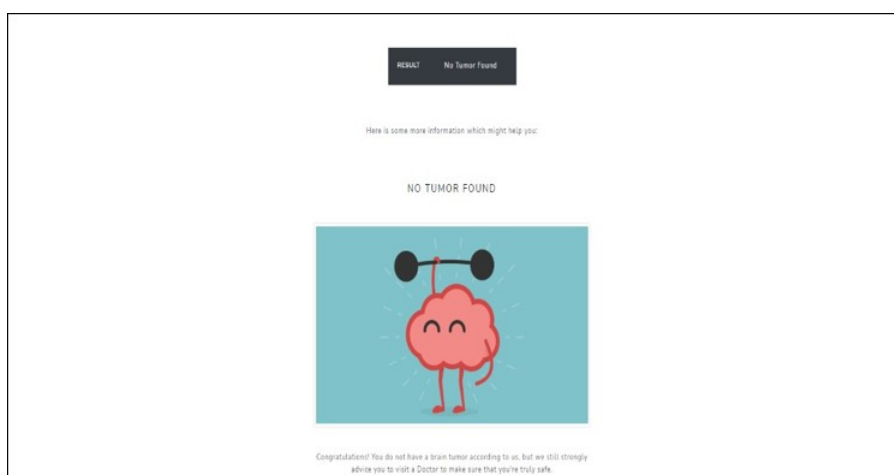 RESULT No Tumor Found
Here is some more information which might help you:
NO TUMOR FOUND
Congratulations! You do not have a brain tumor according to us, but we still strongly
advice you to visit a Doctor to make sure that you're truly safe.